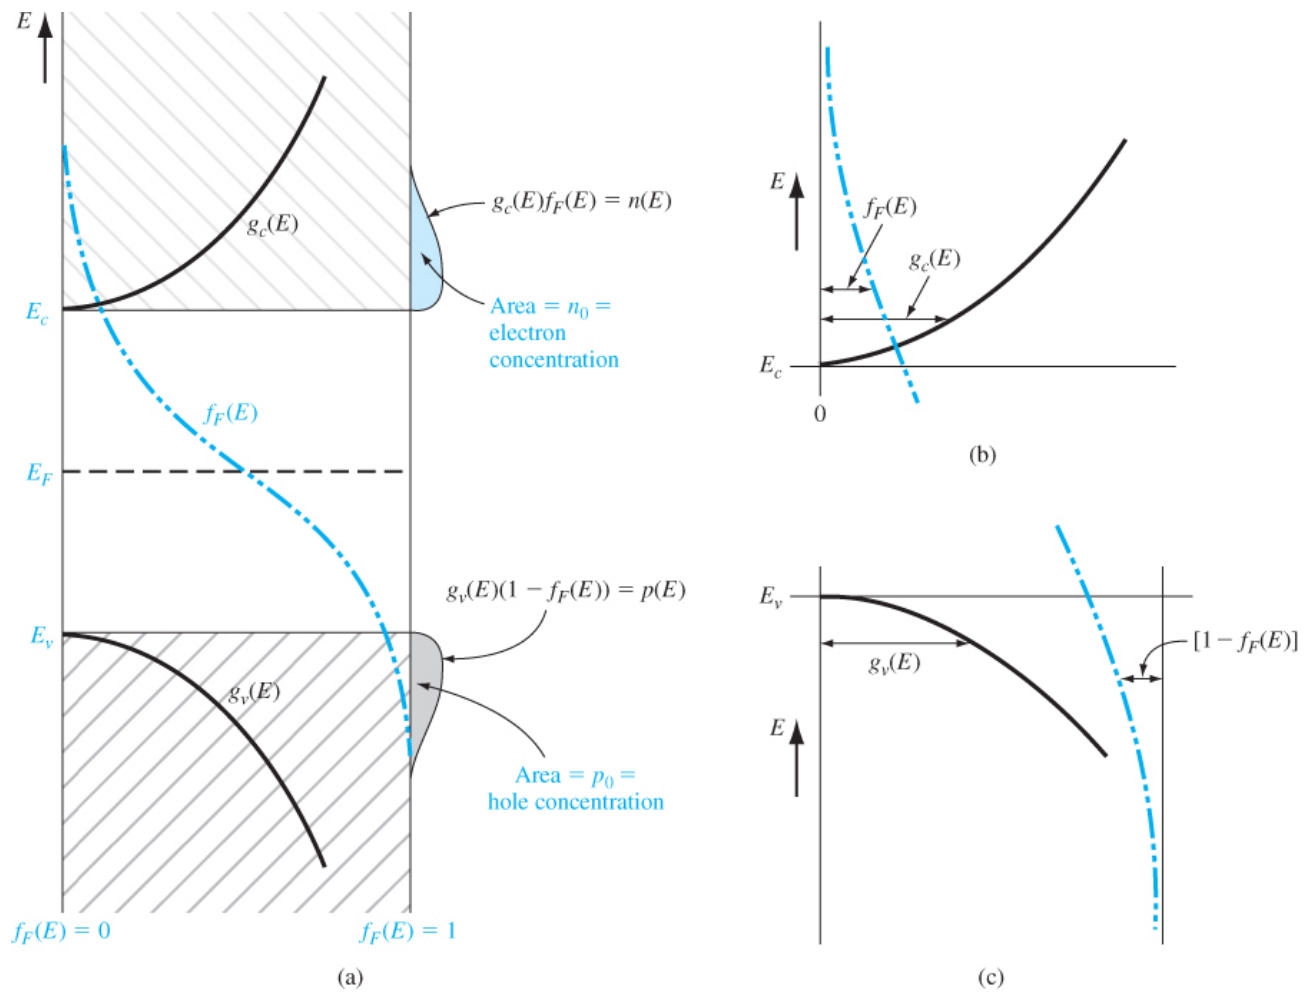 E
g_c(E)f_F(E) = n(E)
g_c(E)
Area = n_0 =
electron
concentration
E_c
f_F(E)
E_F
g_v(E)(1 − f_F(E)) = p(E)
E_v
g_v(E)
Area = p_0 =
hole concentration
f_F(E) = 0
f_F(E) = 1
(a)
E
f_F(E)
g_c(E)
E_c
0
(b)
E_v
[1 − f_F(E)]
g_v(E)
E
(c)